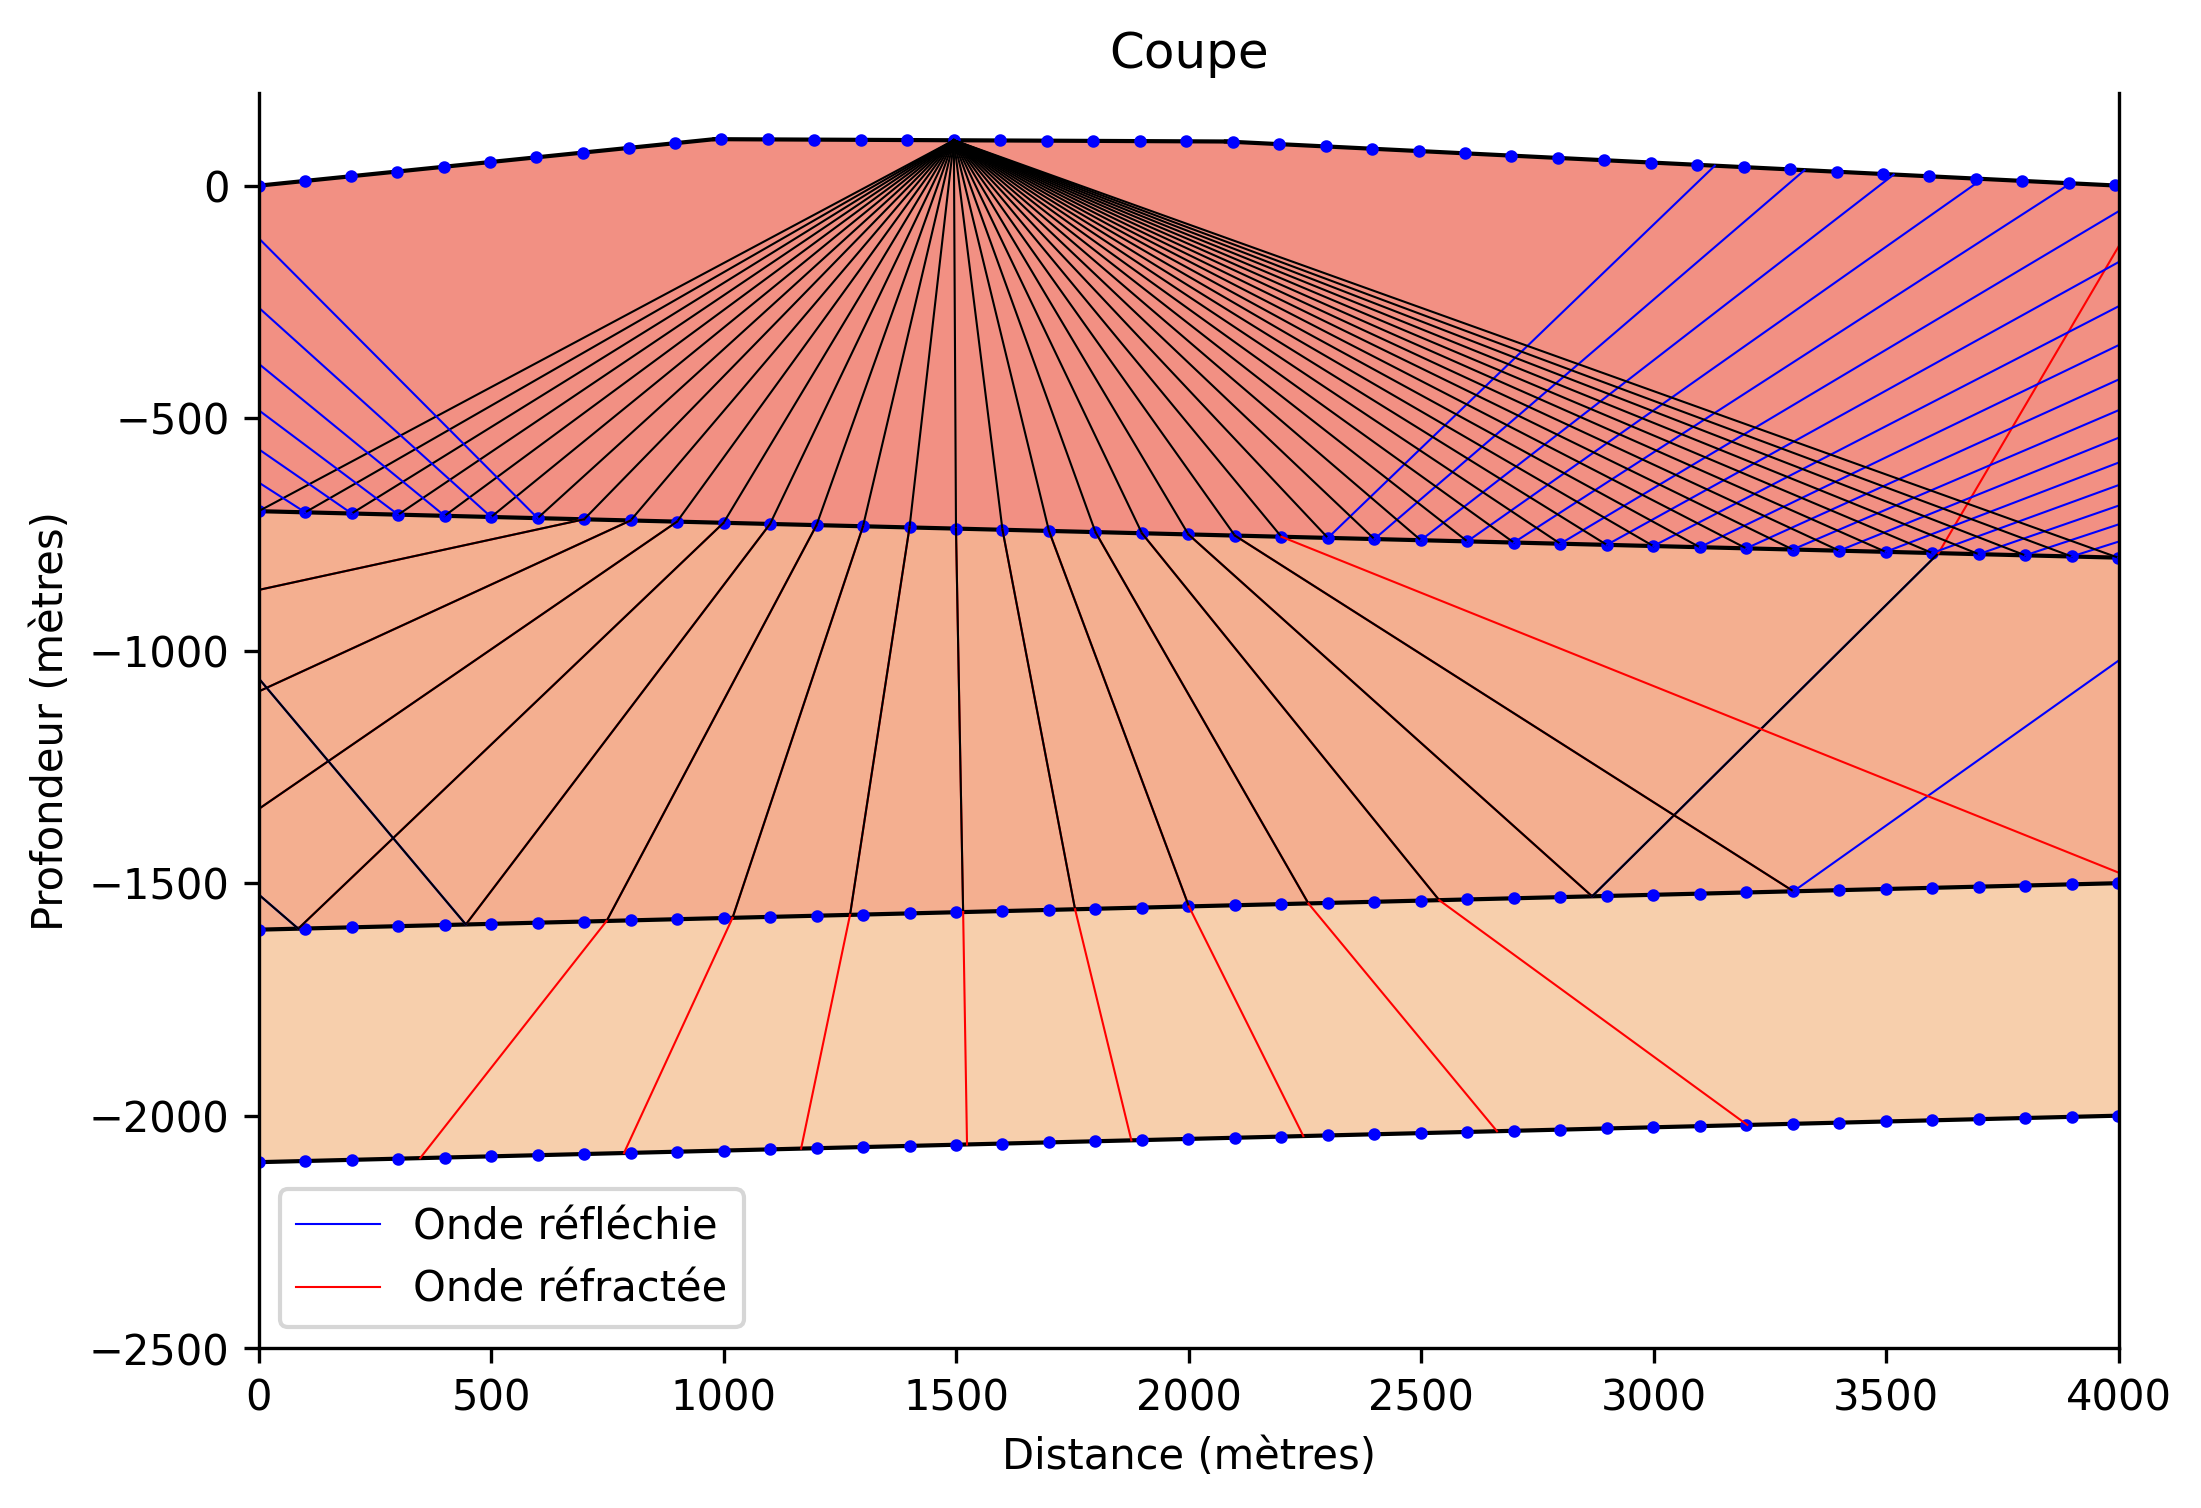 Coupe
0
−500
−1000
−1500
−2000
−2500
Profondeur (mètres)
Onde réfléchie
Onde réfractée
0 500 1000 1500 2000 2500 3000 3500 4000
Distance (mètres)